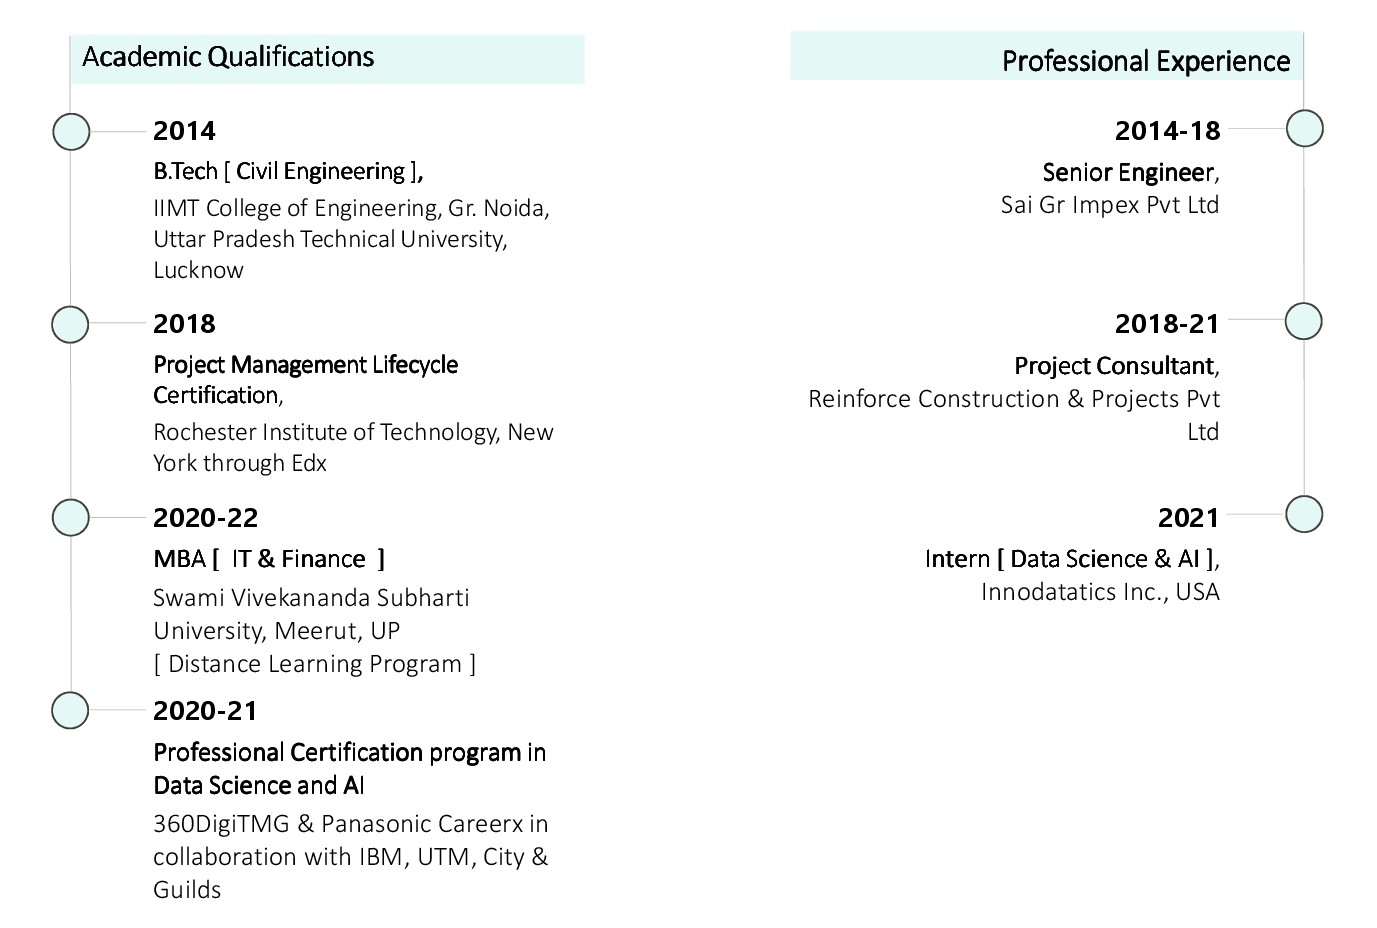 Academic Qualifications
2014
B.Tech [ Civil Engineering ],
IIMT College of Engineering, Gr. Noida,
Uttar Pradesh Technical University,
Lucknow
2018
Project Management Lifecycle
Certification,
Rochester Institute of Technology, New
York through Edx
2020-22
MBA [ IT & Finance ]
Swami Vivekananda Subharti
University, Meerut, UP
[ Distance Learning Program ]
2020-21
Professional Certification program in
Data Science and AI
360DigiTMG & Panasonic Careerx in
collaboration with IBM, UTM, City &
Guilds
Professional Experience
2014-18
Senior Engineer,
Sai Gr Impex Pvt Ltd
2018-21
Project Consultant,
Reinforce Construction & Projects Pvt
Ltd
2021
Intern [ Data Science & AI ],
Innodatatics Inc., USA